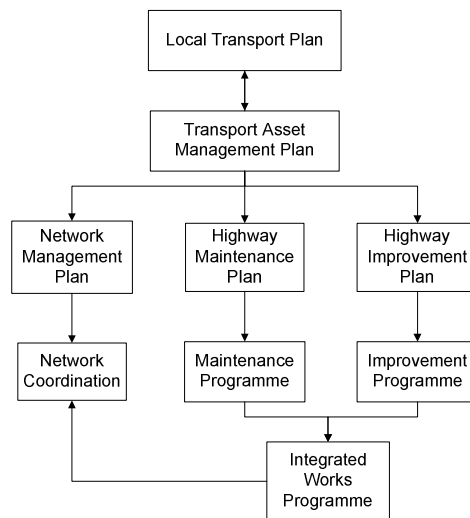 Local Transport Plan
Transport Asset
Management Plan
Network
Management
Plan
Highway
Maintenance
Plan
Highway
Improvement
Plan
Network
Coordination
Maintenance
Programme
Improvement
Programme
Integrated
Works
Programme